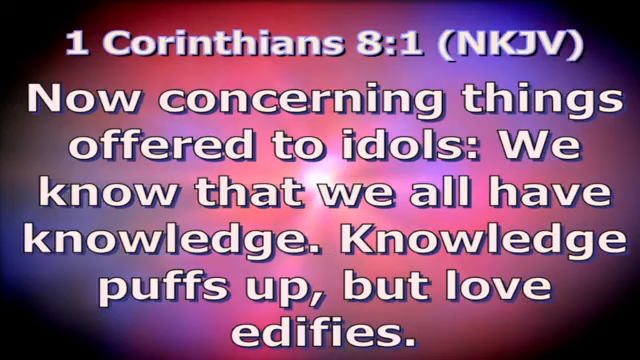 1 Corinthians 8:1 (NKJV)
Now concerning things
offered to idols: We
know that we all have
knowledge. Knowledge
puffs up, but love
edifies.